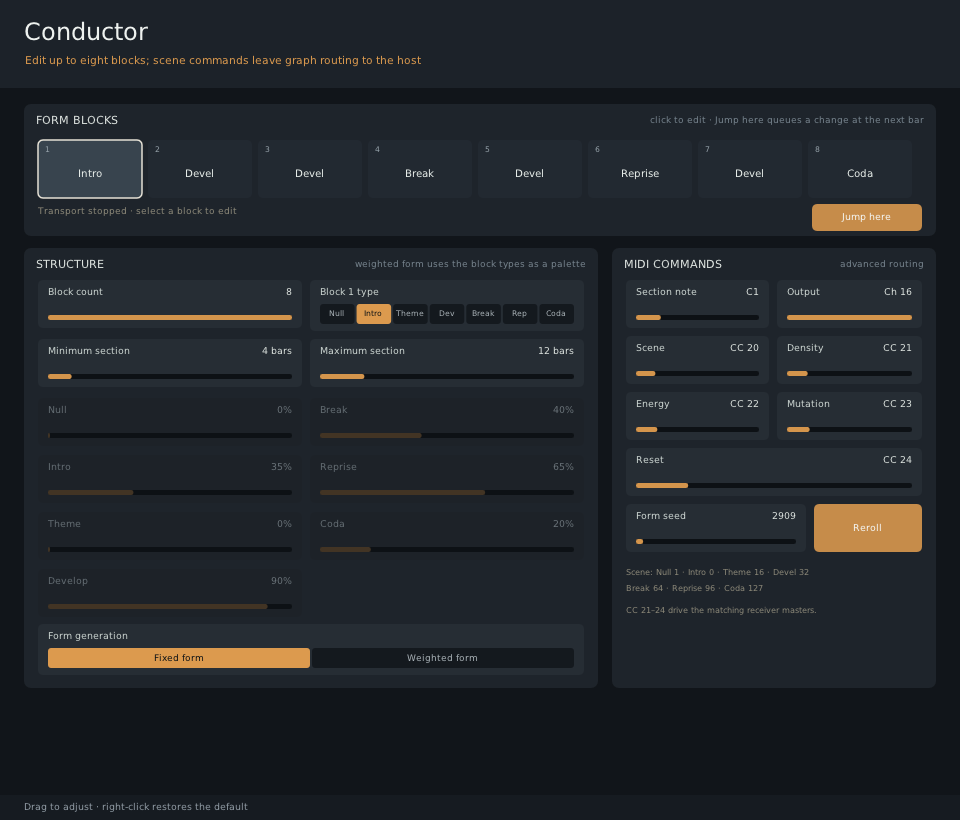 Conductor
Edit up to eight blocks; scene commands leave graph routing to the host
FORM BLOCKS
click to edit · Jump here queues a change at the next bar
1
Intro
2
Devel
3
Devel
4
Break
5
Devel
6
Reprise
7
Devel
8
Coda
Transport stopped · select a block to edit
Jump here
STRUCTURE
weighted form uses the block types as a palette
Block count 8
Block 1 type
Null Intro Theme Dev Break Rep Coda
Minimum section 4 bars
Maximum section 12 bars
Null 0%
Break 40%
Intro 35%
Reprise 65%
Theme 0%
Coda 20%
Develop 90%
Form generation
Fixed form Weighted form
MIDI COMMANDS
advanced routing
Section note C1
Output Ch 16
Scene CC 20
Density CC 21
Energy CC 22
Mutation CC 23
Reset CC 24
Form seed 2909
Reroll
Scene: Null 1 · Intro 0 · Theme 16 · Devel 32
Break 64 · Reprise 96 · Coda 127
CC 21–24 drive the matching receiver masters.
Drag to adjust · right-click restores the default